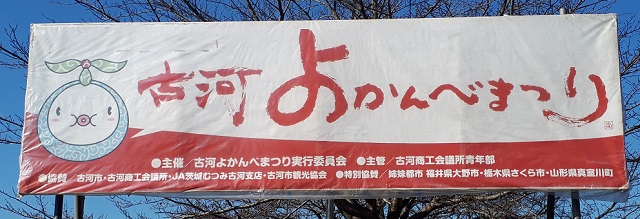 古河 よかんべまつり
●主催／古河よかんべまつり実行委員会 ●主管／古河商工会議所青年部
●協賛／古河市・古河商工会議所・JA茨城むつみ古河支店・古河市観光協会 ●特別協賛／姉妹都市 福井県大野市・栃木県さくら市・山形県真室川町